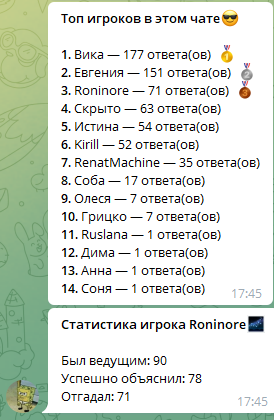 Топ игроков в этом чате😎
1. Вика — 177 ответа(ов) 🥇
2. Евгения — 151 ответа(ов) 🥈
3. Roninore — 71 ответа(ов) 🥉
4. Скрыто — 63 ответа(ов)
5. Истина — 54 ответа(ов)
6. Kirill — 52 ответа(ов)
7. RenatMachine — 35 ответа(ов)
8. Соба — 17 ответа(ов)
9. Олеся — 7 ответа(ов)
10. Грицко — 7 ответа(ов)
11. Ruslana — 1 ответа(ов)
12. Дима — 1 ответа(ов)
13. Анна — 1 ответа(ов)
14. Соня — 1 ответа(ов)
17:45
Статистика игрока Roninore🌌
Был ведущим: 90
Успешно объяснил: 78
Отгадал: 71
17:45